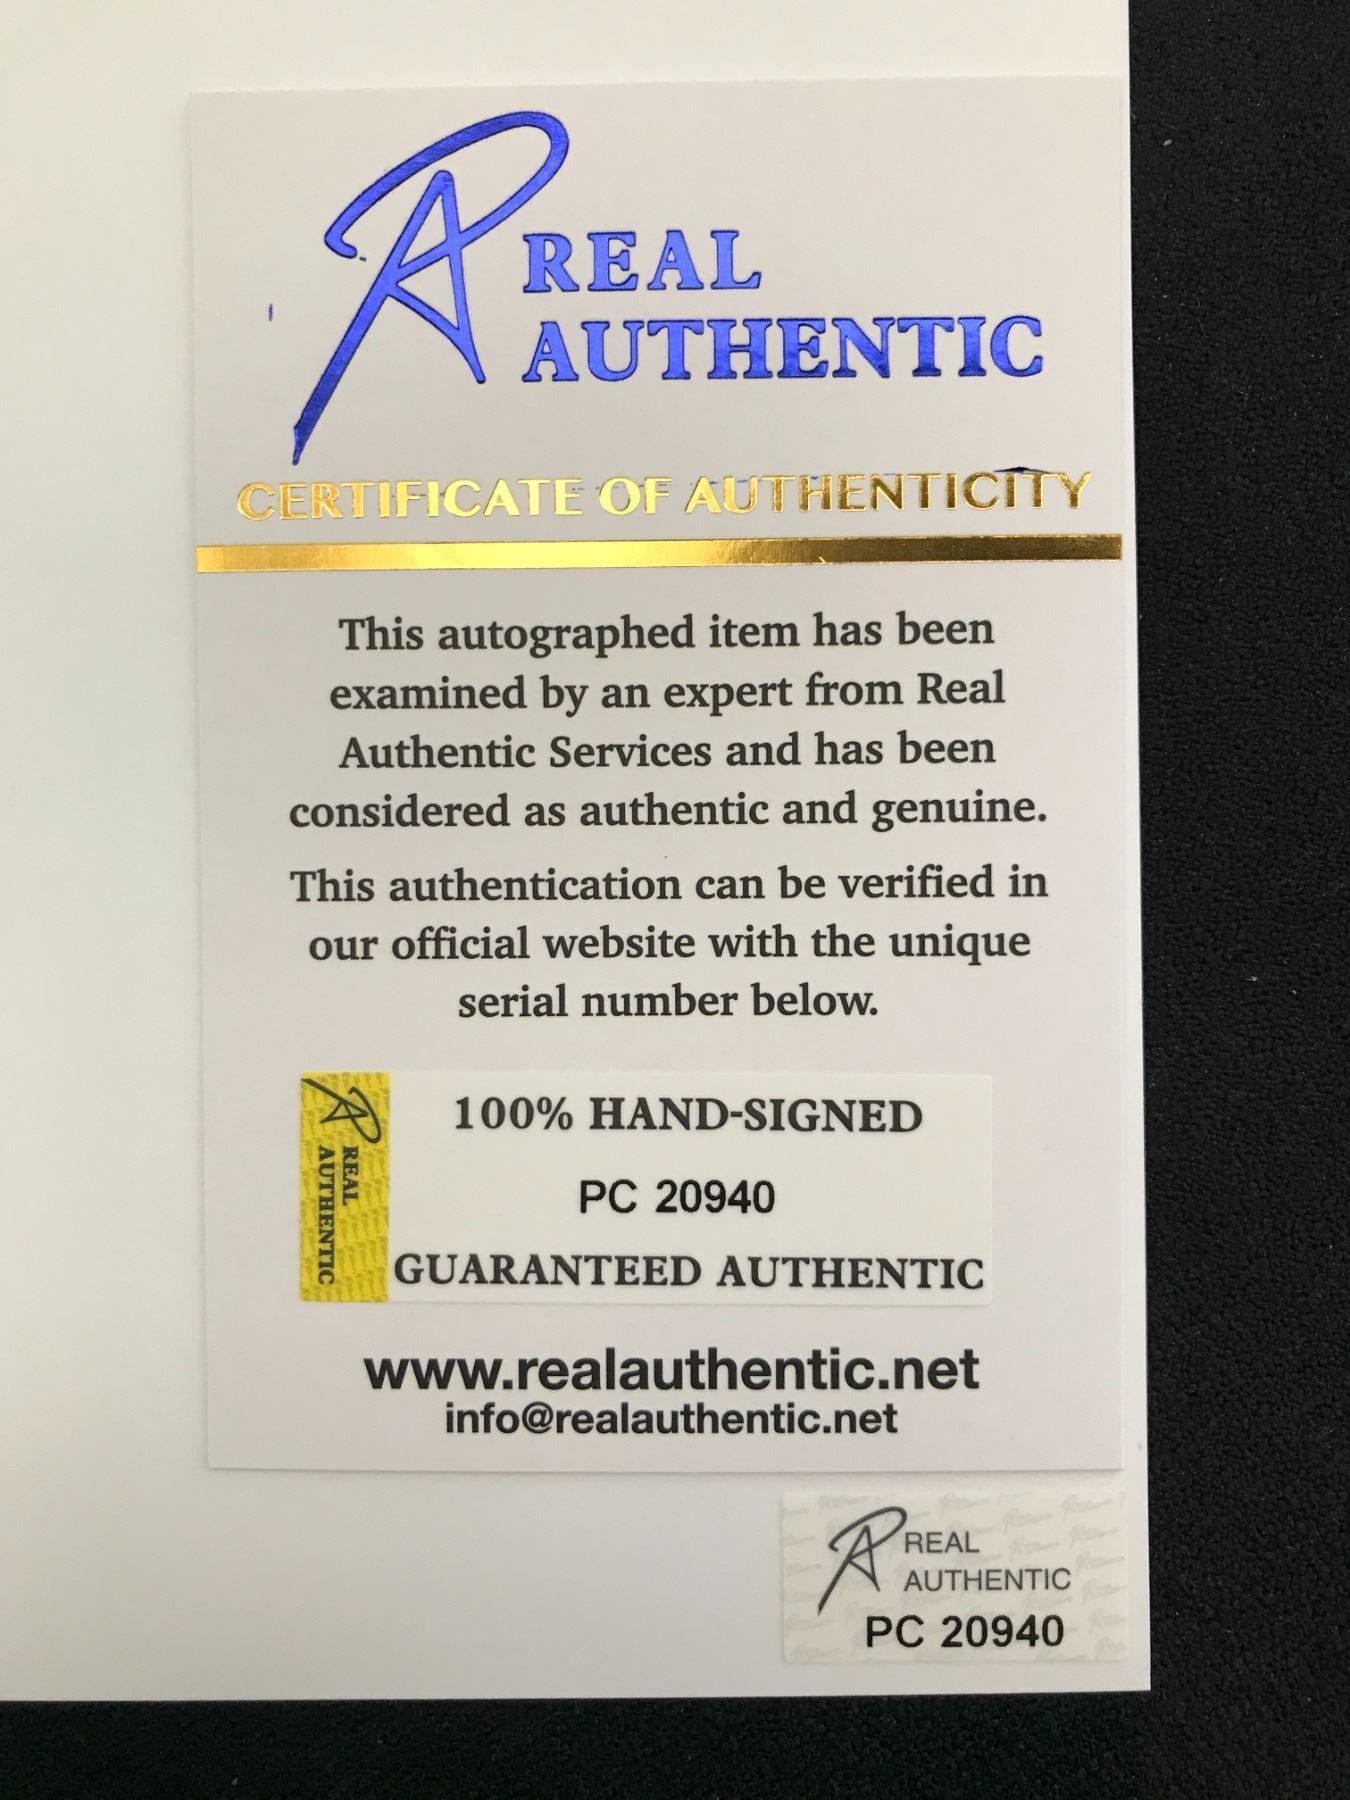 REAL
AUTHENTIC
CERTIFICATE OF AUTHENTICITY
This autographed item has been
examined by an expert from Real
Authentic Services and has been
considered as authentic and genuine.
This authentication can be verified in
our official website with the unique
serial number below.
REAL
AUTHENTIC
100% HAND-SIGNED
PC 20940
GUARANTEED AUTHENTIC
www.realauthentic.net
info@realauthentic.net
REAL
AUTHENTIC
PC 20940